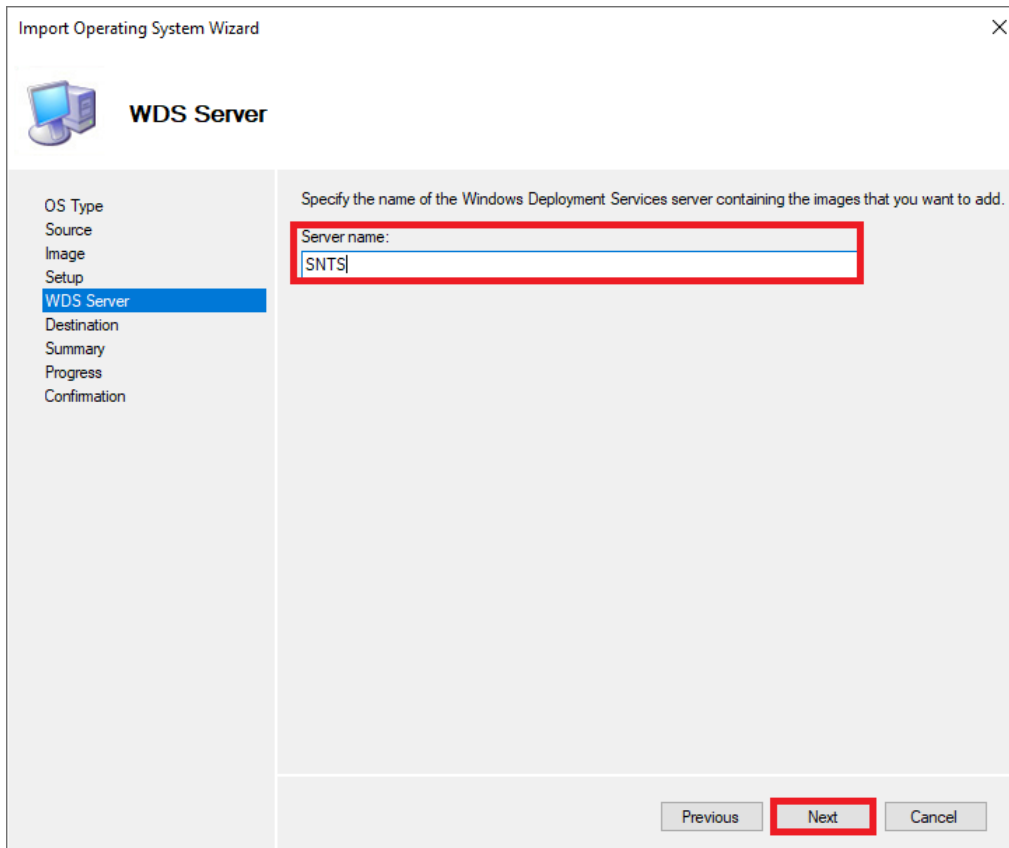 Import Operating System Wizard
WDS Server
OS Type
Source
Image
Setup
WDS Server
Destination
Summary
Progress
Confirmation
Specify the name of the Windows Deployment Services server containing the images that you want to add.
Server name:
SNTS
Previous
Next
Cancel